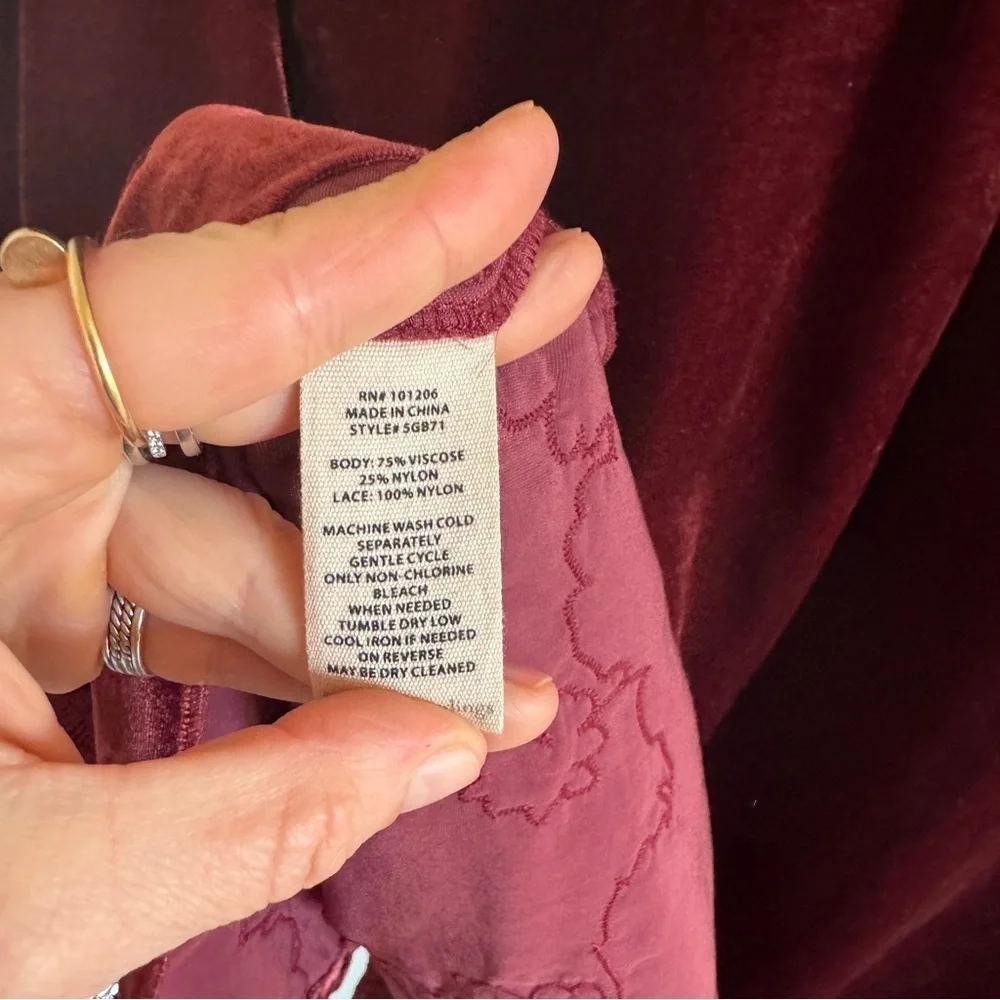 RN# 101206
MADE IN CHINA
STYLE# 5GB71
BODY: 75% VISCOSE
25% NYLON
LACE: 100% NYLON
MACHINE WASH COLD
SEPARATELY
GENTLE CYCLE
ONLY NON-CHLORINE
BLEACH
WHEN NEEDED
TUMBLE DRY LOW
COOL IRON IF NEEDED
ON REVERSE
MAY BE DRY CLEANED